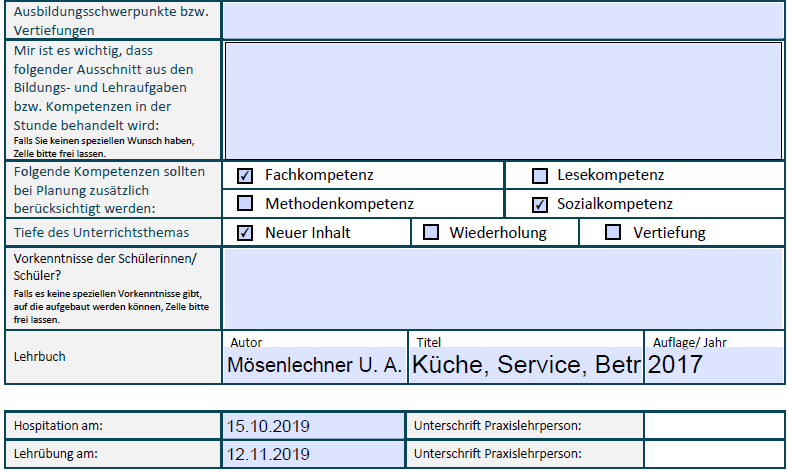 Ausbildungsschwerpunkte bzw.
Vertiefungen
Mir ist es wichtig, dass
folgender Ausschnitt aus den
Bildungs- und Lehraufgaben
bzw. Kompetenzen in der
Stunde behandelt wird:
Falls Sie keinen speziellen Wunsch haben,
Zelle bitte frei lassen.
Folgende Kompetenzen sollten
bei Planung zusätzlich
berücksichtigt werden:
Fachkompetenz
Lesekompetenz
Methodenkompetenz
Sozialkompetenz
Tiefe des Unterrichtsthemas
Neuer Inhalt
Wiederholung
Vertiefung
Vorkenntnisse der Schülerinnen/
Schüler?
Falls es keine speziellen Vorkenntnisse gibt,
auf die aufgebaut werden können, Zelle bitte
frei lassen.
Lehrbuch
Autor
Titel
Auflage/ Jahr
Mösenlechner U. A.
Küche, Service, Betr
2017
Hospitation am:
15.10.2019
Unterschrift Praxislehrperson:
Lehrübung am:
12.11.2019
Unterschrift Praxislehrperson: